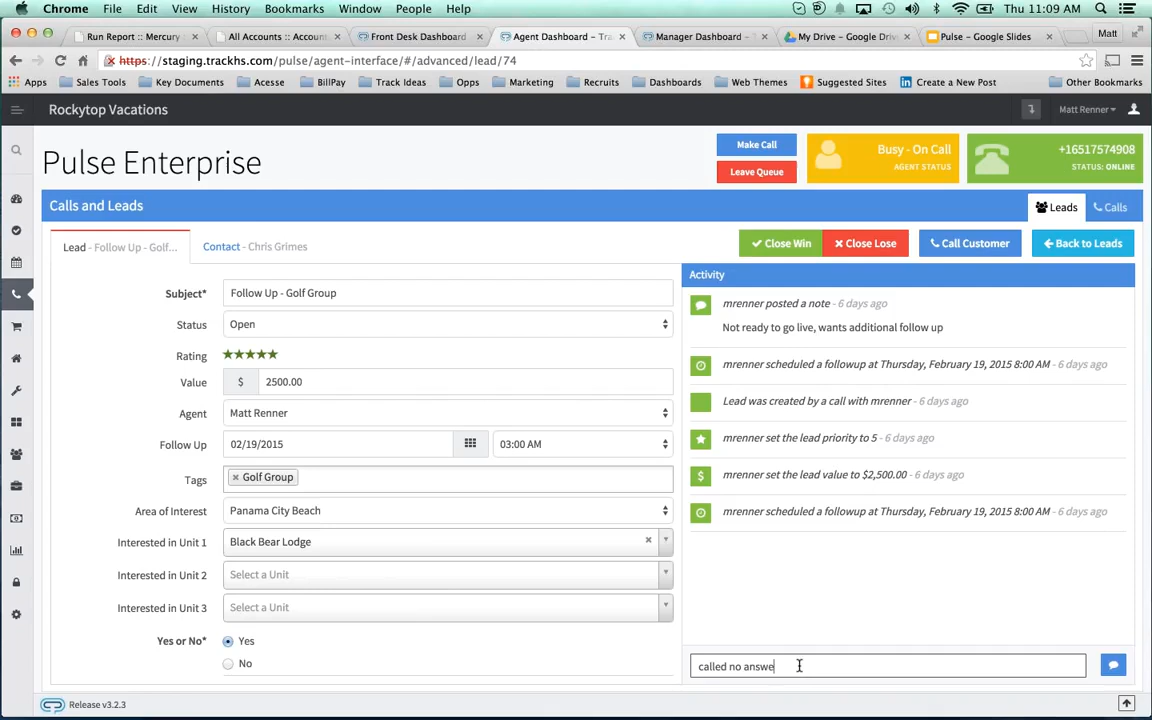 Chrome File Edit View History Bookmarks Window People Help Thu 11:09 AM
Run Report :: Mercury × All Accounts :: Account × Front Desk Dashboard × Agent Dashboard – Tra × Manager Dashboard – T × My Drive – Google Drive × Pulse – Google Slides × Matt
https://staging.trackhs.com/pulse/agent-interface/#/advanced/lead/74
Apps Sales Tools Key Documents Acesse BillPay Track Ideas Opps Marketing Recruits Dashboards Web Themes Suggested Sites Create a New Post Other Bookmarks
Rockytop Vacations Matt Renner
Pulse Enterprise
Make Call
Leave Queue
Busy - On Call
AGENT STATUS
+16517574908
STATUS: ONLINE
Calls and Leads Leads Calls
Lead - Follow Up - Golf... Contact - Chris Grimes Close Win Close Lose Call Customer Back to Leads
Subject* Follow Up - Golf Group
Status Open
Rating ★★★★★
Value $ 2500.00
Agent Matt Renner
Follow Up 02/19/2015 03:00 AM
Tags × Golf Group
Area of Interest Panama City Beach
Interested in Unit 1 Black Bear Lodge ×
Interested in Unit 2 Select a Unit
Interested in Unit 3 Select a Unit
Yes or No* Yes
No
Activity
mrenner posted a note - 6 days ago
Not ready to go live, wants additional follow up
mrenner scheduled a followup at Thursday, February 19, 2015 8:00 AM - 6 days ago
Lead was created by a call with mrenner - 6 days ago
mrenner set the lead priority to 5 - 6 days ago
$ mrenner set the lead value to $2,500.00 - 6 days ago
mrenner scheduled a followup at Thursday, February 19, 2015 8:00 AM - 6 days ago
called no answe
Release v3.2.3